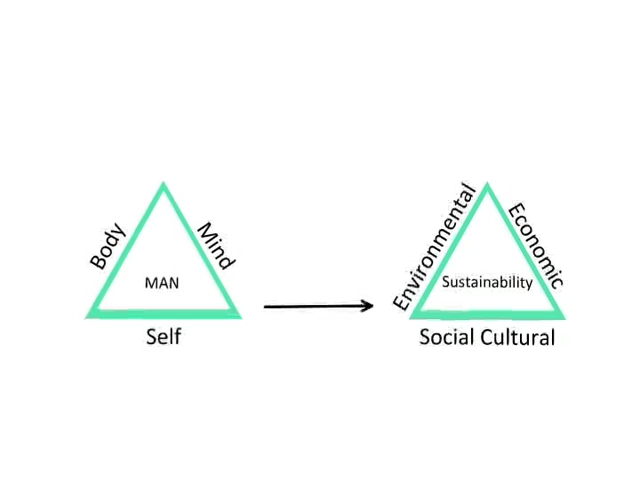 Body
Mind
MAN
Self
Environmental
Economic
Sustainability
Social Cultural